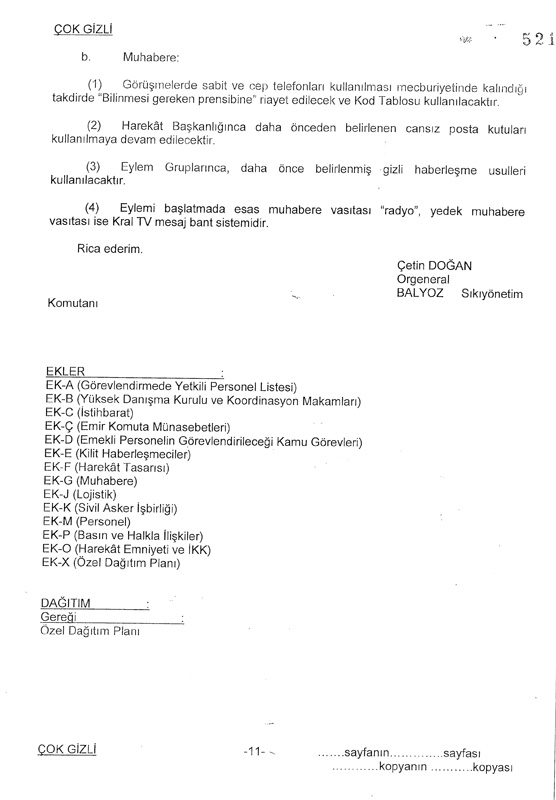 ÇOK GİZLİ
521
b. Muhabere:
(1) Görüşmelerde sabit ve cep telefonları kullanılması mecburiyetinde kalındığı
takdirde "Bilinmesi gereken prensibine" riayet edilecek ve Kod Tablosu kullanılacaktır.
(2) Harekât Başkanlığınca daha önceden belirlenen cansız posta kutuları
kullanılmaya devam edilecektir.
(3) Eylem Gruplarınca, daha önce belirlenmiş gizli haberleşme usulleri
kullanılacaktır.
(4) Eylemi başlatmada esas muhabere vasıtası "radyo", yedek muhabere
vasıtası ise Kral TV mesaj bant sistemidir.
Rica ederim.
Çetin DOĞAN
Orgeneral
BALYOZ Sıkıyönetim
Komutanı
EKLER :
EK-A (Görevlendirmede Yetkili Personel Listesi)
EK-B (Yüksek Danışma Kurulu ve Koordinasyon Makamları)
EK-C (İstihbarat)
EK-Ç (Emir Komuta Münasebetleri)
EK-D (Emekli Personelin Görevlendirileceği Kamu Görevleri)
EK-E (Kilit Haberleşmeciler)
EK-F (Harekât Tasarısı)
EK-G (Muhabere)
EK-J (Lojistik)
EK-K (Sivil Asker İşbirliği)
EK-M (Personel)
EK-P (Basın ve Halkla İlişkiler)
EK-O (Harekât Emniyeti ve İKK)
EK-X (Özel Dağıtım Planı)
DAĞITIM :
Gereği :
Özel Dağıtım Planı
ÇOK GİZLİ
-11-
.......sayfanın..............sayfası
............kopyanın ...........kopyası